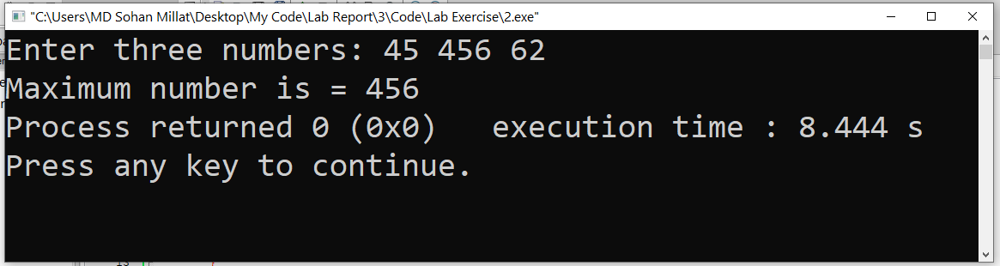 "C:\Users\MD Sohan Millat\Desktop\My Code\Lab Report\3\Code\Lab Exercise\2.exe"
Enter three numbers: 45 456 62
Maximum number is = 456
Process returned 0 (0x0)   execution time : 8.444 s
Press any key to continue.